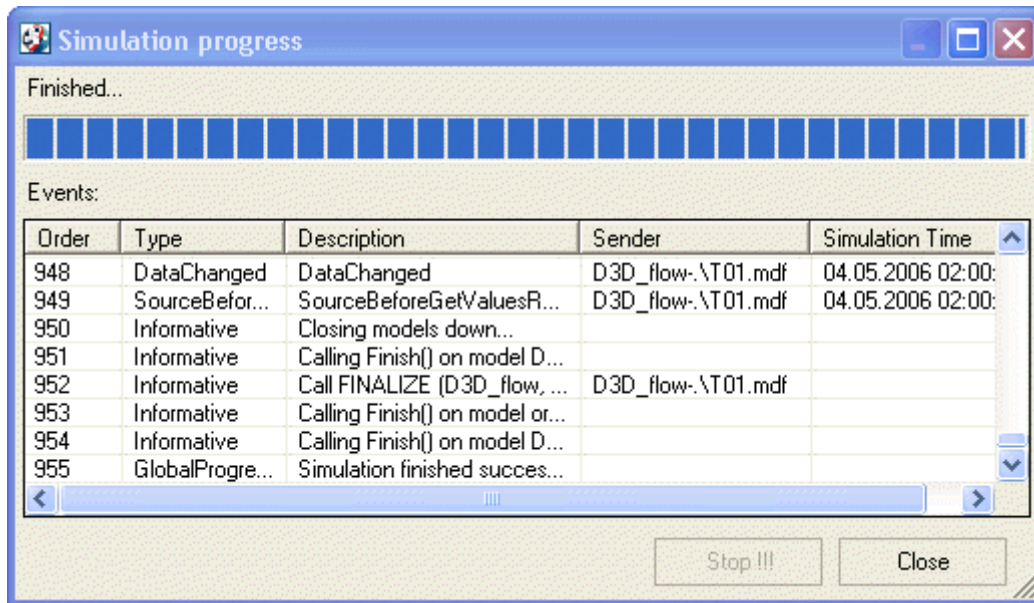 Simulation progress
Finished...
Events:
Order Type Description Sender Simulation Time
948 DataChanged DataChanged D3D_flow-.\T01.mdf 04.05.2006 02:00:
949 SourceBefor... SourceBeforeGetValuesR... D3D_flow-.\T01.mdf 04.05.2006 02:00:
950 Informative Closing models down...
951 Informative Calling Finish() on model D...
952 Informative Call FINALIZE (D3D_flow, ... D3D_flow-.\T01.mdf
953 Informative Calling Finish() on model or...
954 Informative Calling Finish() on model D...
955 GlobalProgre... Simulation finished succes...
Stop !!! Close